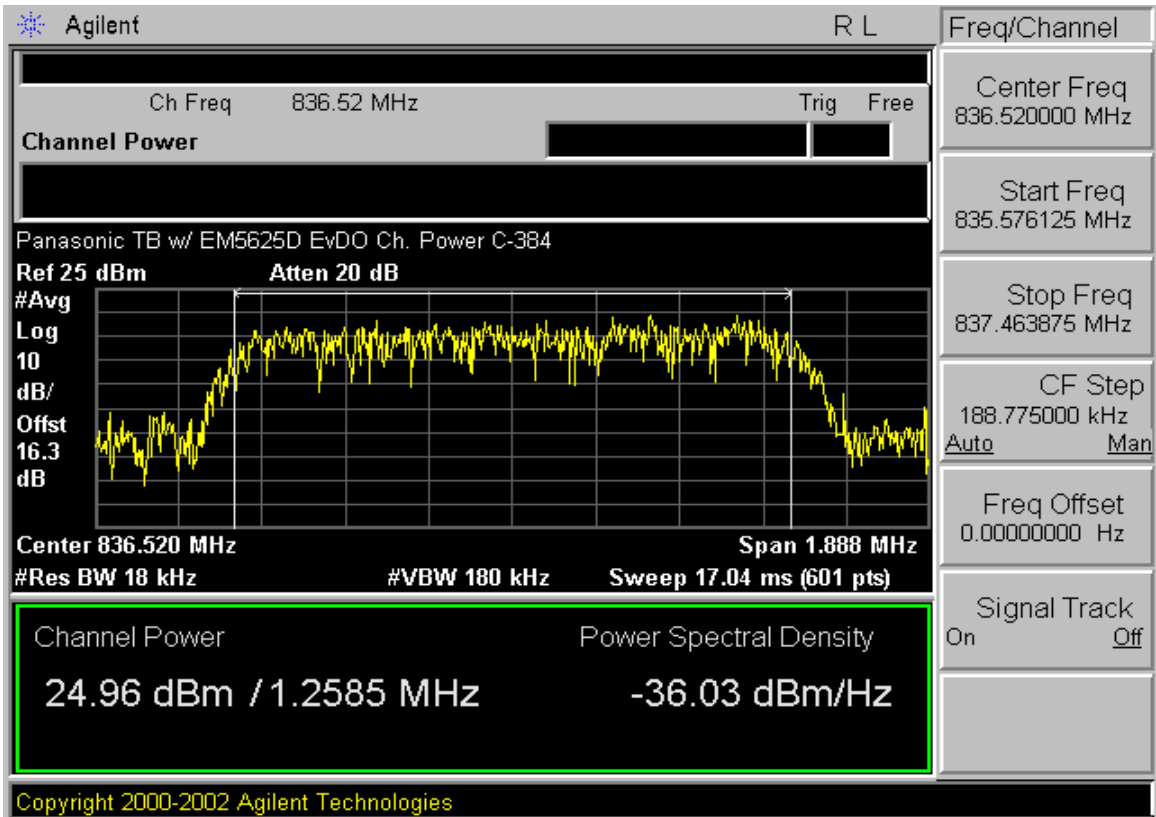 Agilent R L
Ch Freq 836.52 MHz Trig Free
Channel Power
Panasonic TB w/ EM5625D EvDO Ch. Power C-384
Ref 25 dBm Atten 20 dB
#Avg
Log
10
dB/
Offst
16.3
dB
Center 836.520 MHz Span 1.888 MHz
#Res BW 18 kHz #VBW 180 kHz Sweep 17.04 ms (601 pts)
Channel Power Power Spectral Density
24.96 dBm / 1.2585 MHz -36.03 dBm/Hz
Copyright 2000-2002 Agilent Technologies
Freq/Channel
Center Freq
836.520000 MHz
Start Freq
835.576125 MHz
Stop Freq
837.463875 MHz
CF Step
188.775000 kHz
Auto Man
Freq Offset
0.00000000 Hz
Signal Track
On Off